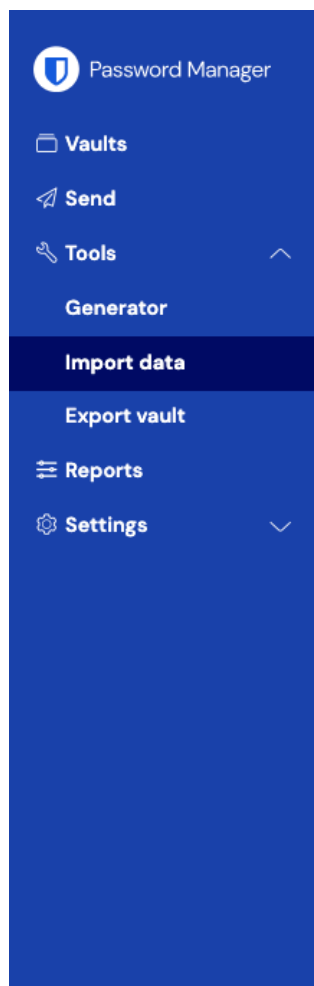 Password Manager
Vaults
Send
Tools
Generator
Import data
Export vault
Reports
Settings